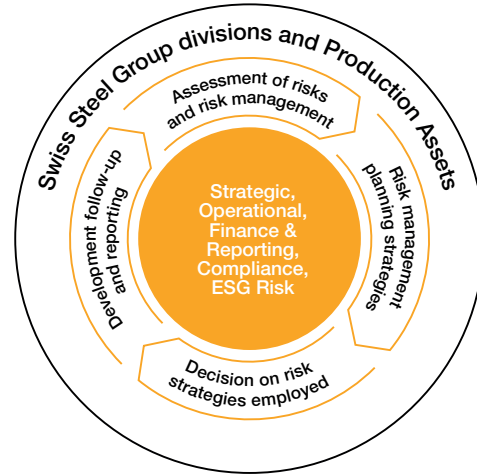 Swiss Steel Group divisions and Production Assets
Assessment of risks
and risk management
Risk management
planning strategies
Decision on risk
strategies employed
Development follow-up
and reporting
Strategic,
Operational,
Finance &
Reporting,
Compliance,
ESG Risk